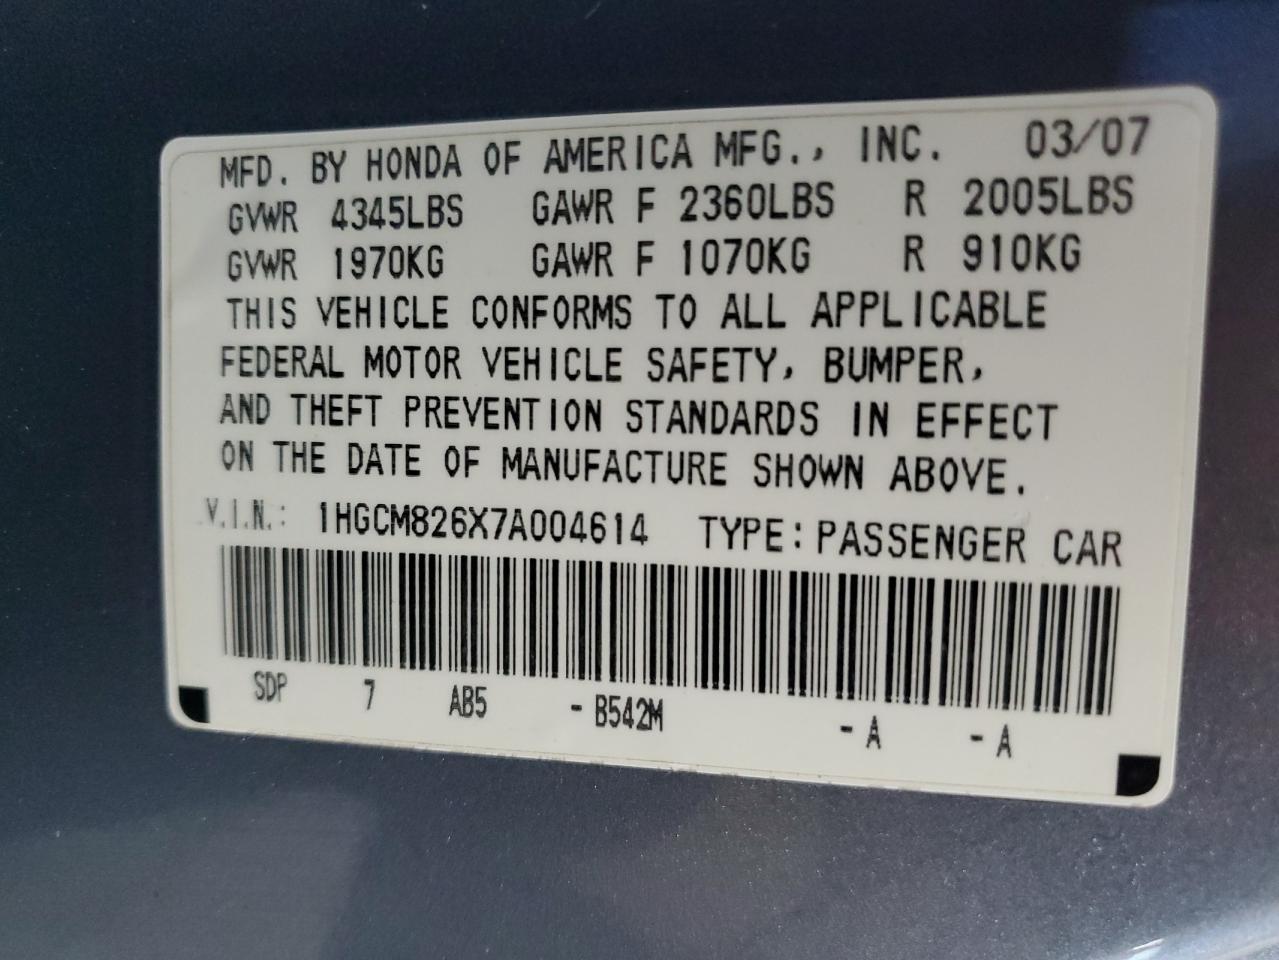 MFD. BY HONDA OF AMERICA MFG., INC. 03/07
GVWR 4345LBS GAWR F 2360LBS R 2005LBS
GVWR 1970KG GAWR F 1070KG R 910KG
THIS VEHICLE CONFORMS TO ALL APPLICABLE
FEDERAL MOTOR VEHICLE SAFETY, BUMPER,
AND THEFT PREVENTION STANDARDS IN EFFECT
ON THE DATE OF MANUFACTURE SHOWN ABOVE.
V.I.N.: 1HGCM826X7A004614 TYPE: PASSENGER CAR
SDP 7 AB5 - B542M - A - A